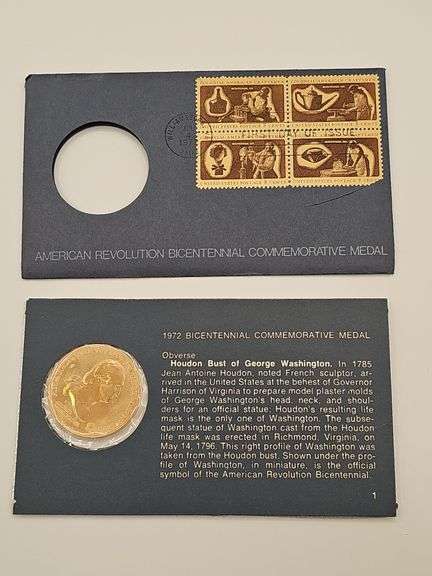 FIRST DAY OF ISSUE
AMERICAN REVOLUTION BICENTENNIAL COMMEMORATIVE MEDAL
1972 BICENTENNIAL COMMEMORATIVE MEDAL
Obverse:
Houdon Bust of George Washington. In 1785
Jean Antoine Houdon, noted French sculptor, ar-
rived in the United States at the behest of Governor
Harrison of Virginia to prepare model plaster molds
of George Washington's head, neck, and shoul-
ders for an official statue: Houdon's resulting life
mask is the only one of Washington. The subse-
quent statue of Washington cast from the Houdon
life mask was erected in Richmond, Virginia, on
May 14, 1796. This right profile of Washington was
taken from the Houdon bust. Shown under the pro-
file of Washington, in miniature, is the official
symbol of the American Revolution Bicentennial.
1